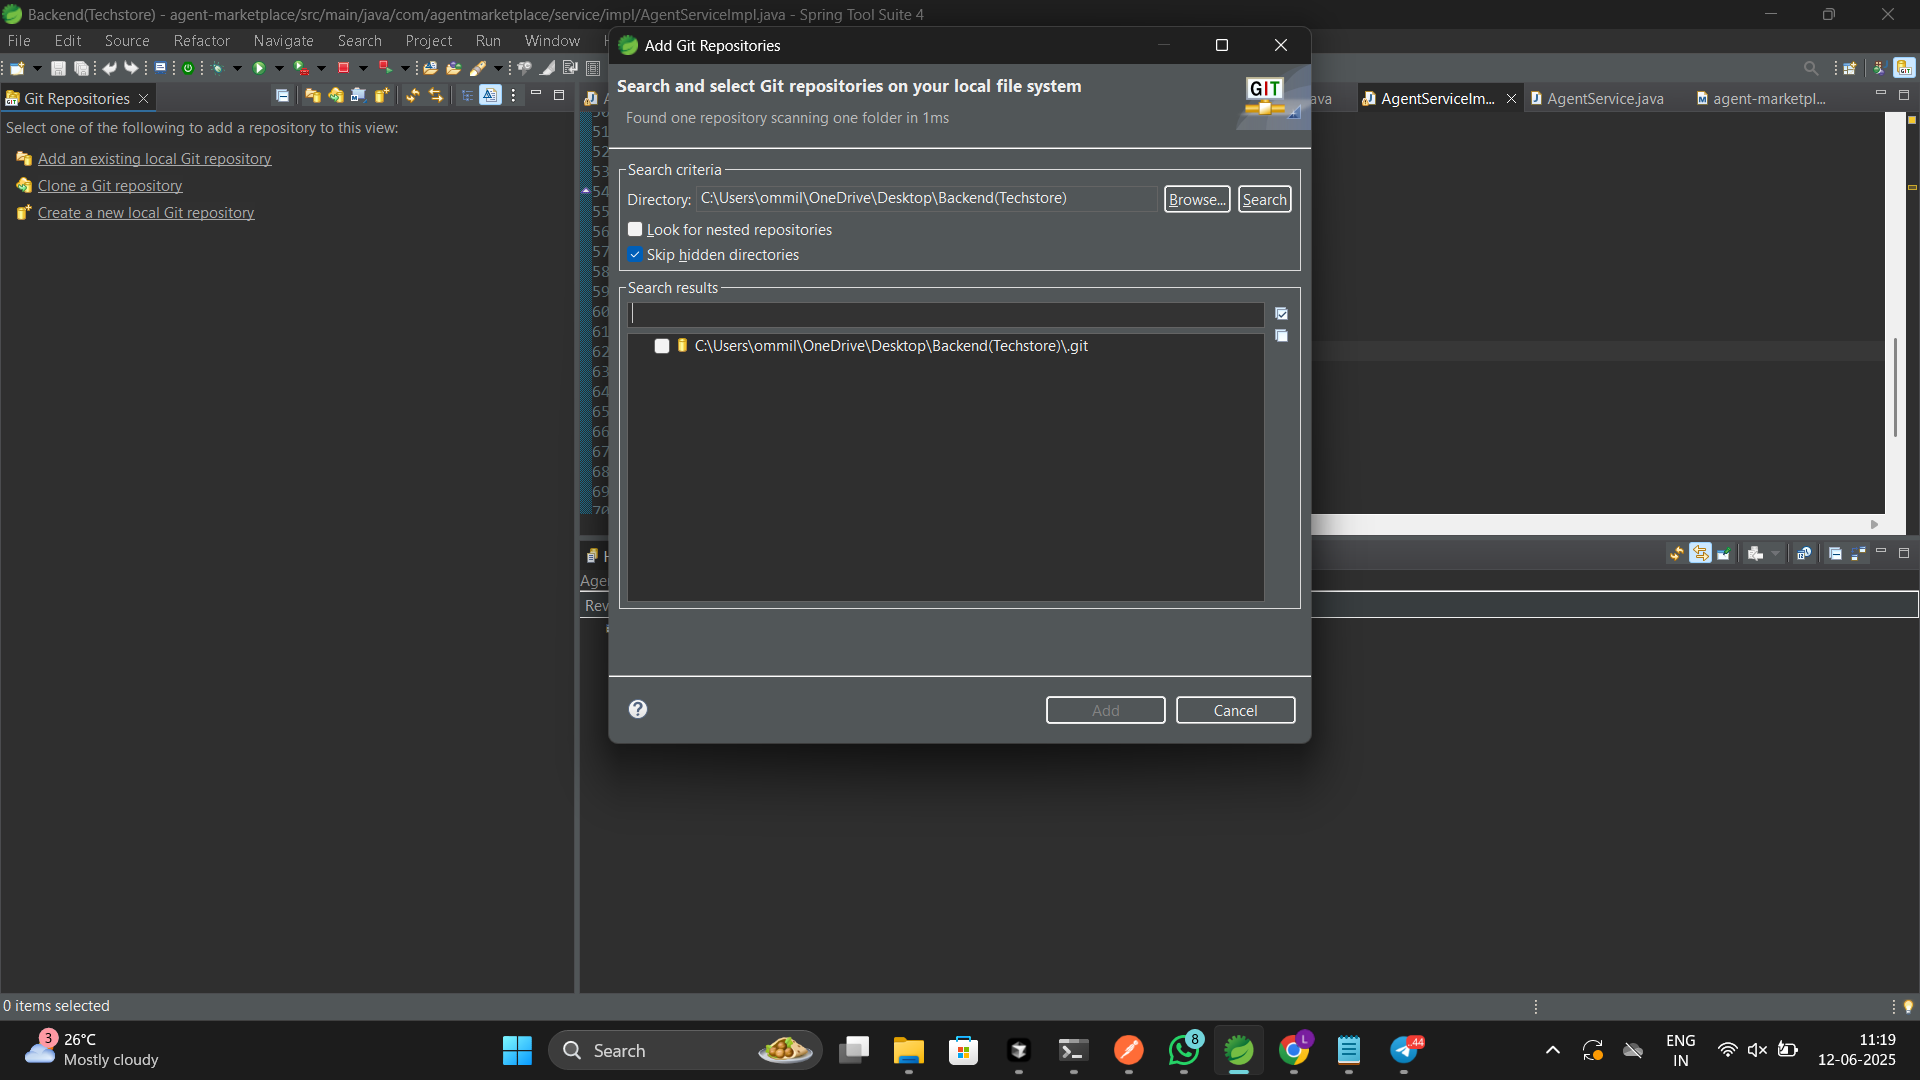 Backend(Techstore) - agent-marketplace/src/main/java/com/agentmarketplace/service/impl/AgentServiceImpl.java - Spring Tool Suite 4
File Edit Source Refactor Navigate Search Project Run Window
Add Git Repositories
Git Repositories
Select one of the following to add a repository to this view:
Add an existing local Git repository
Clone a Git repository
Create a new local Git repository
Search and select Git repositories on your local file system
Found one repository scanning one folder in 1ms
GIT
Search criteria
Directory: C:\Users\ommil\OneDrive\Desktop\Backend(Techstore) Browse... Search
Look for nested repositories
Skip hidden directories
Search results
C:\Users\ommil\OneDrive\Desktop\Backend(Techstore)\.git
Add Cancel
ava
AgentServiceIm...
AgentService.java
agent-marketpl...
51
52
53
54
55
56
57
58
59
60
61
62
63
64
65
66
67
68
69
70
H
Age
Rev
0 items selected
3 26°C
Mostly cloudy
Search
8
L
44
ENG
IN
11:19
12-06-2025